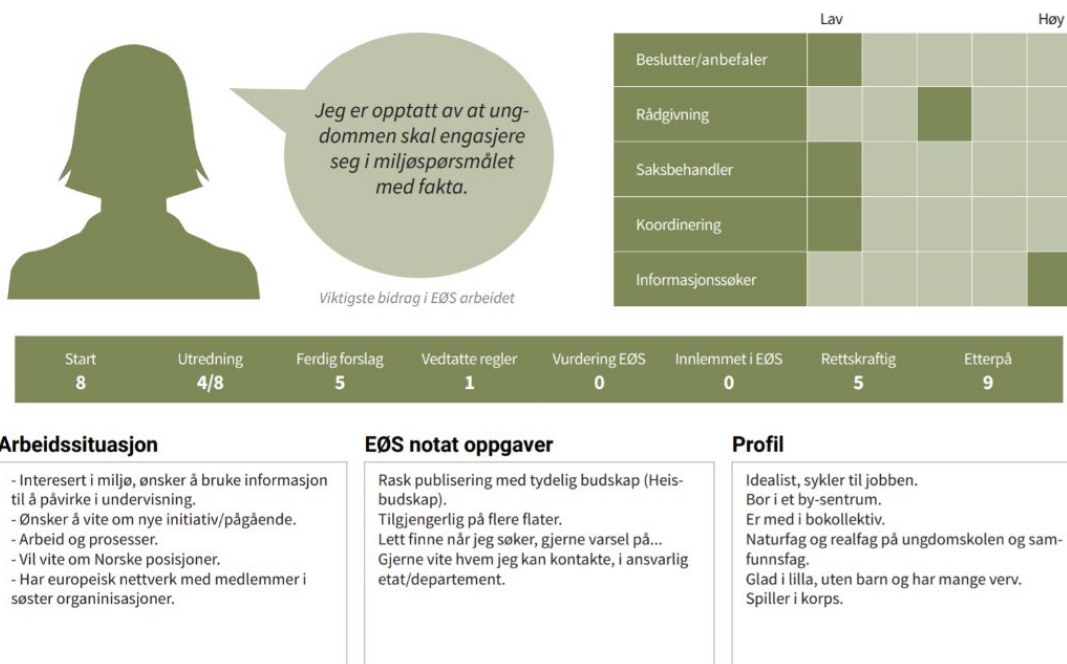 Lav Høy
Jeg er opptatt av at ung-
dommen skal engasjere
seg i miljøspørsmålet
med fakta.
Viktigste bidrag i EØS arbeidet
Beslutter/anbefaler
Rådgivning
Saksbehandler
Koordinering
Informasjonssøker
Start Utredning Ferdig forslag Vedtatte regler Vurdering EØS Innlemmet i EØS Rettskraftig Etterpå
8 4/8 5 1 0 0 5 9
Arbeidssituasjon
- Interesert i miljø, ønsker å bruke informasjon
til å påvirke i undervisning.
- Ønsker å vite om nye initiativ/pågående.
- Arbeid og prosesser.
- Vil vite om Norske posisjoner.
- Har europeisk nettverk med medlemmer i
søster organinisasjoner.
EØS notat oppgaver
Rask publisering med tydelig budskap (Heis-
budskap).
Tilgjengerlig på flere flater.
Lett finne når jeg søker, gjerne varsel på...
Gjerne vite hvem jeg kan kontakte, i ansvarlig
etat/departement.
Profil
Idealist, sykler til jobben.
Bor i et by-sentrum.
Er med i bokollektiv.
Naturfag og realfag på ungdomskolen og sam-
funnsfag.
Glad i lilla, uten barn og har mange verv.
Spiller i korps.